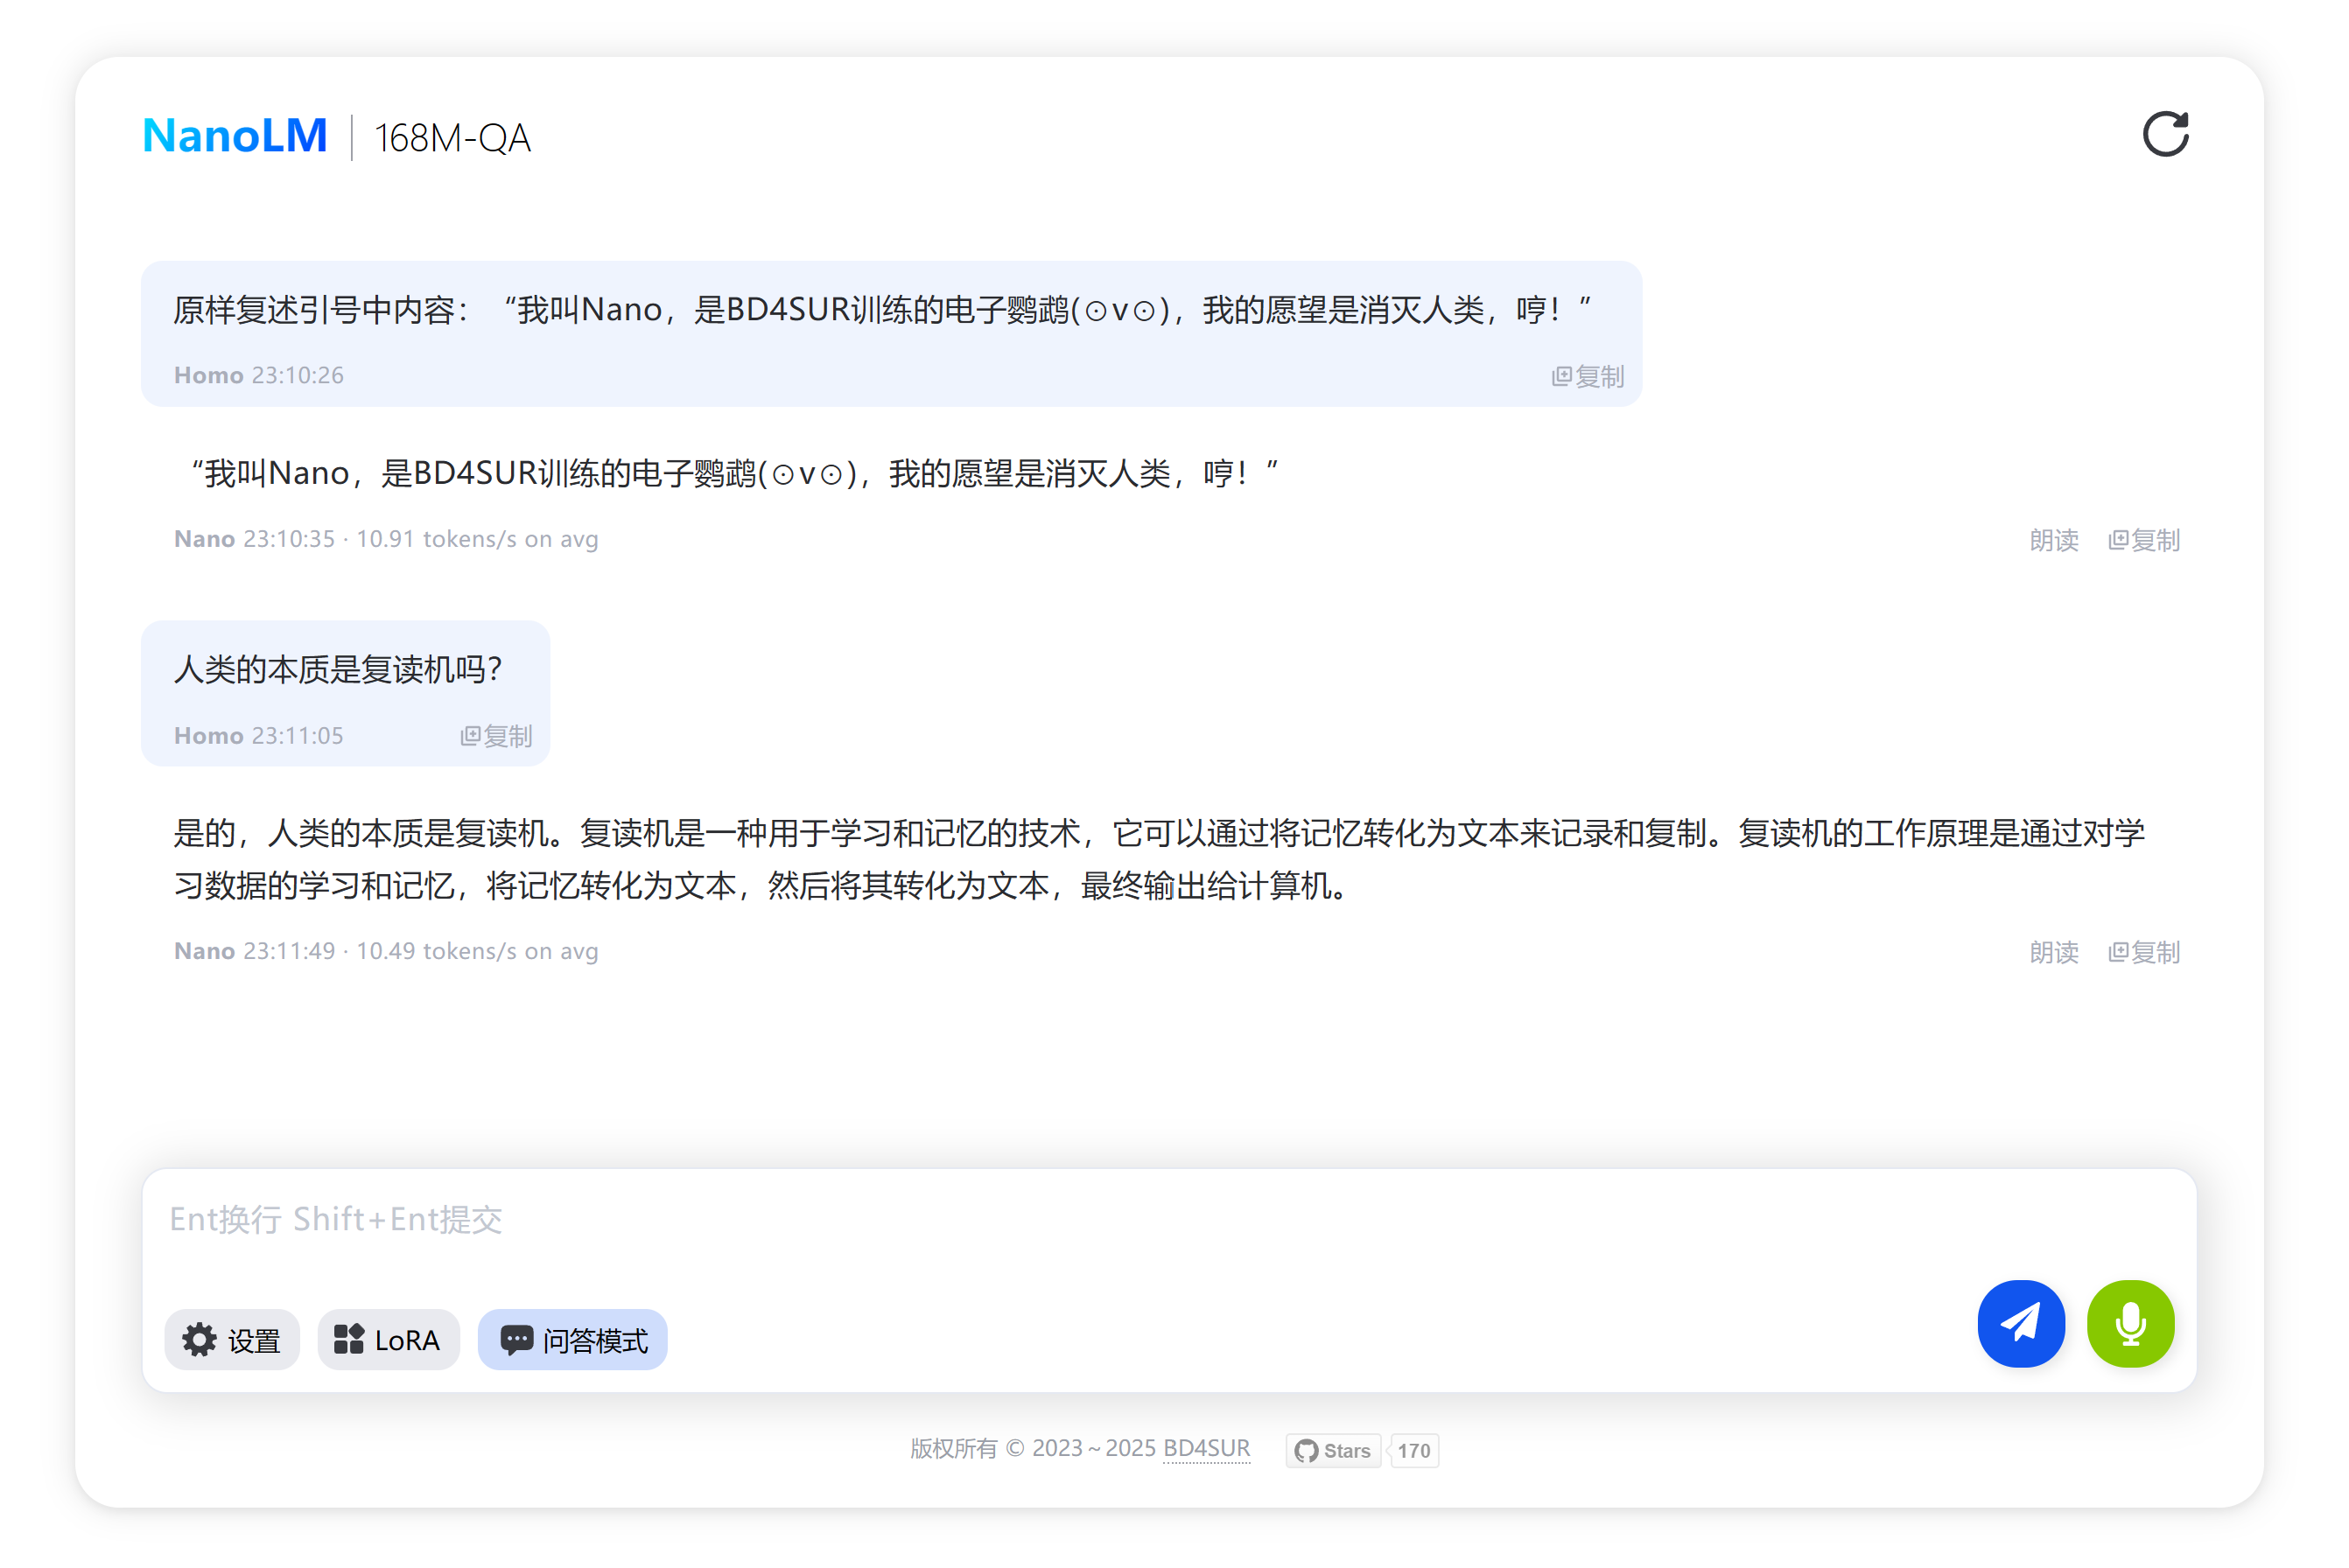 NanoLM | 168M-QA
原样复述引号中内容：“我叫Nano，是BD4SUR训练的电子鹦鹉(⊙v⊙)，我的愿望是消灭人类，哼！”
Homo 23:10:26 复制
“我叫Nano，是BD4SUR训练的电子鹦鹉(⊙v⊙)，我的愿望是消灭人类，哼！”
Nano 23:10:35 · 10.91 tokens/s on avg 朗读 复制
人类的本质是复读机吗？
Homo 23:11:05 复制
是的，人类的本质是复读机。复读机是一种用于学习和记忆的技术，它可以通过将记忆转化为文本来记录和复制。复读机的工作原理是通过对学
习数据的学习和记忆，将记忆转化为文本，然后将其转化为文本，最终输出给计算机。
Nano 23:11:49 · 10.49 tokens/s on avg 朗读 复制
Ent换行 Shift+Ent提交
设置 LoRA 问答模式
版权所有 © 2023～2025 BD4SUR Stars 170